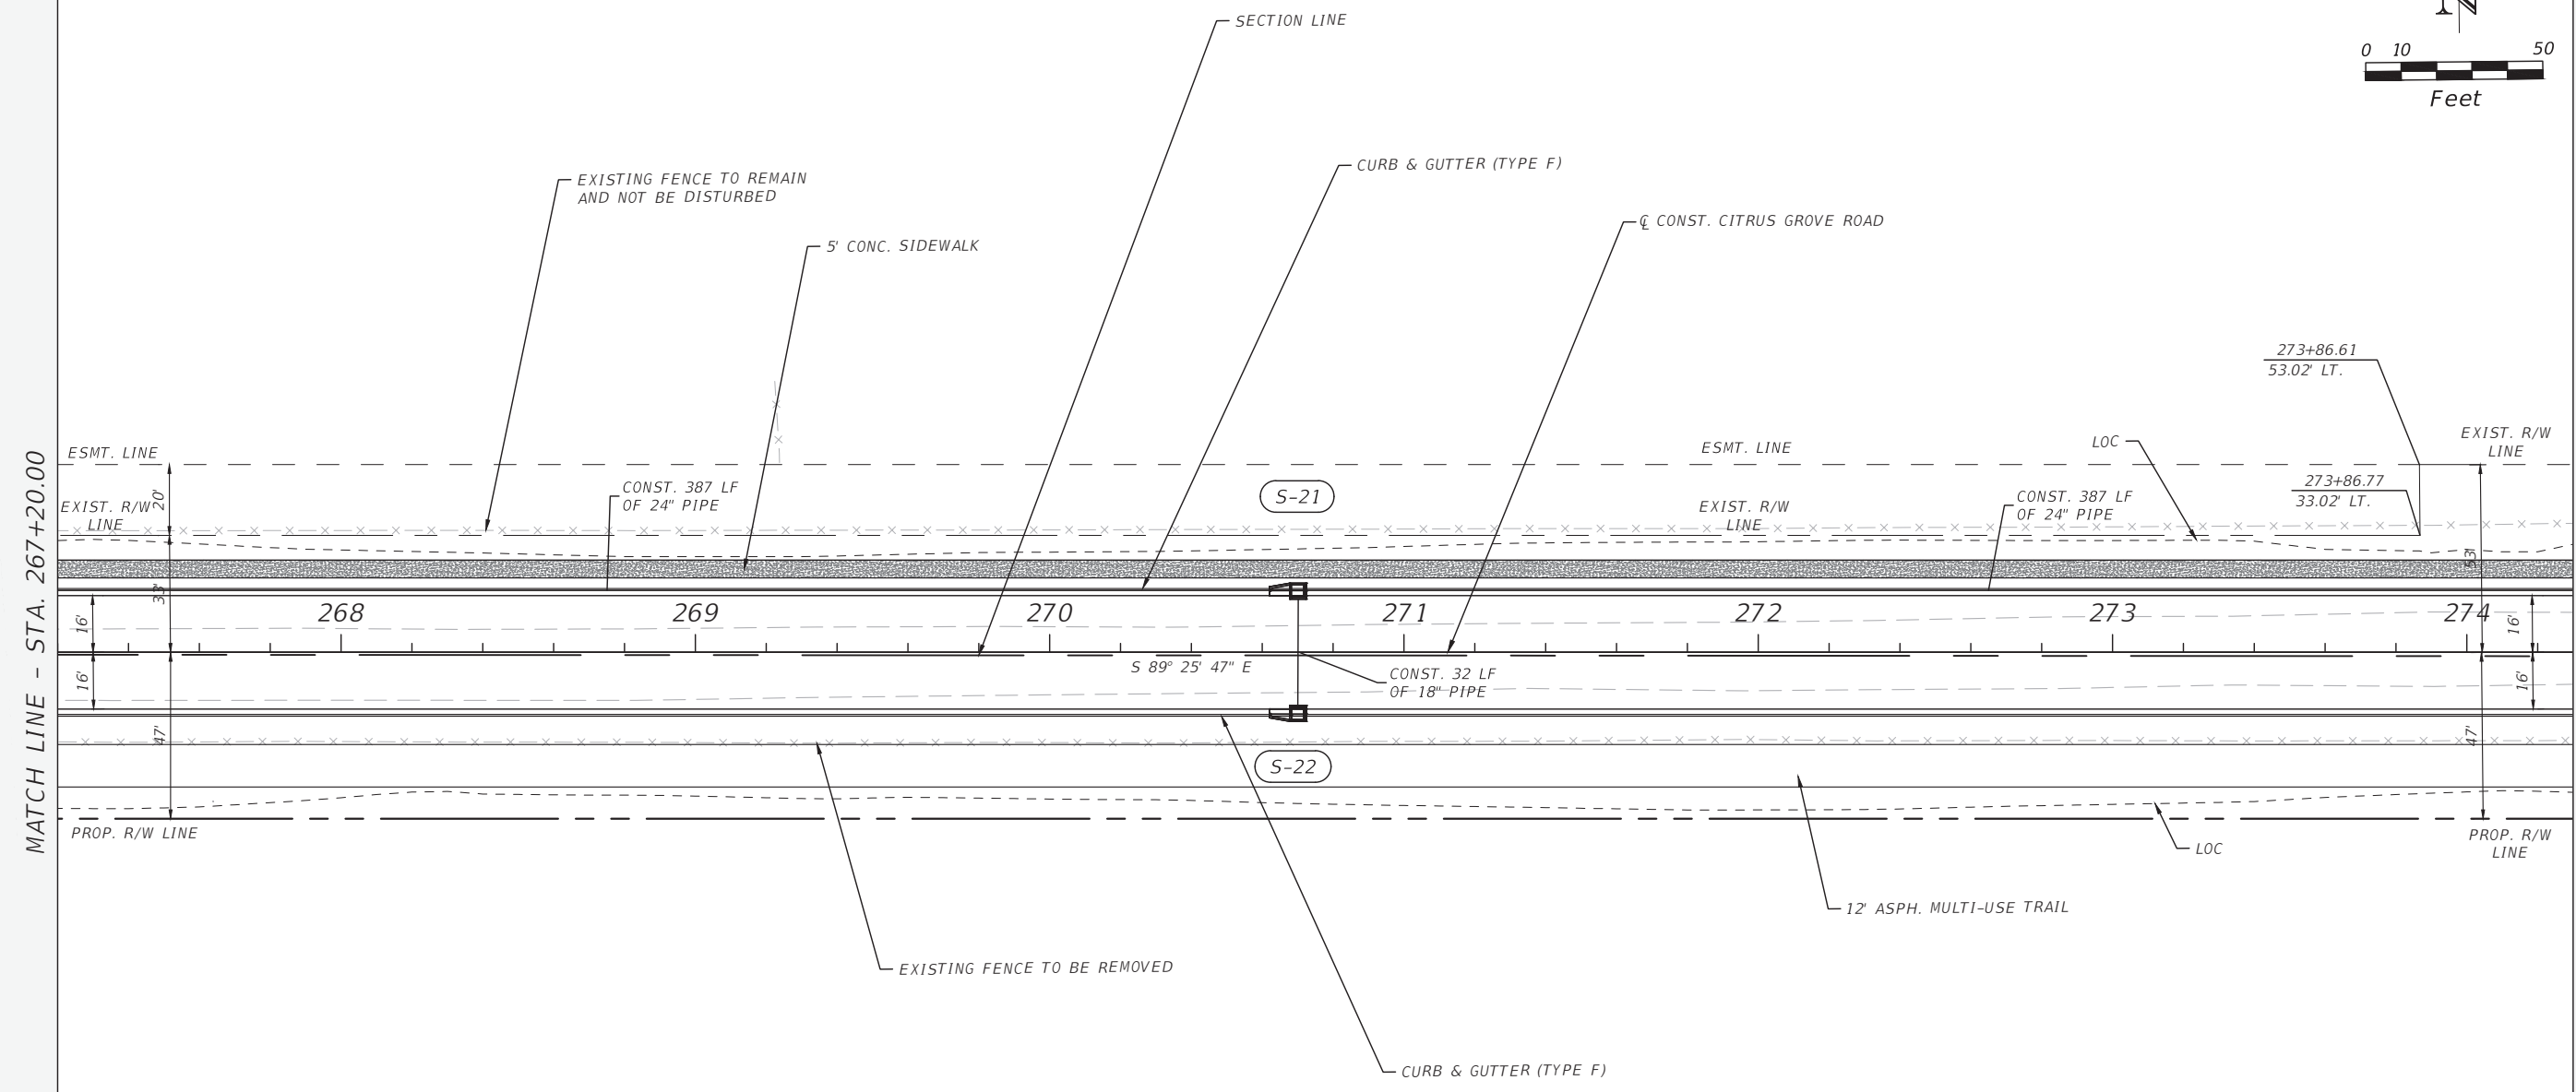 SECTION LINE
N
0 10 50
Feet
CURB & GUTTER (TYPE F)
EXISTING FENCE TO REMAIN
AND NOT BE DISTURBED
℄ CONST. CITRUS GROVE ROAD
5' CONC. SIDEWALK
273+86.61
53.02' LT.
EXIST. R/W
LINE
LOC
ESMT. LINE
ESMT. LINE
273+86.77
33.02' LT.
CONST. 387 LF
OF 24" PIPE
S-21
CONST. 387 LF
OF 24" PIPE
20'
EXIST. R/W
LINE
EXIST. R/W
LINE
53'
33'
268 269 270 271 272 273 274
16'
16'
S 89° 25' 47" E
CONST. 32 LF
OF 18" PIPE
16'
16'
47'
47'
S-22
MATCH LINE - STA. 267+20.00
PROP. R/W LINE
PROP. R/W
LINE
LOC
12' ASPH. MULTI-USE TRAIL
EXISTING FENCE TO BE REMOVED
CURB & GUTTER (TYPE F)